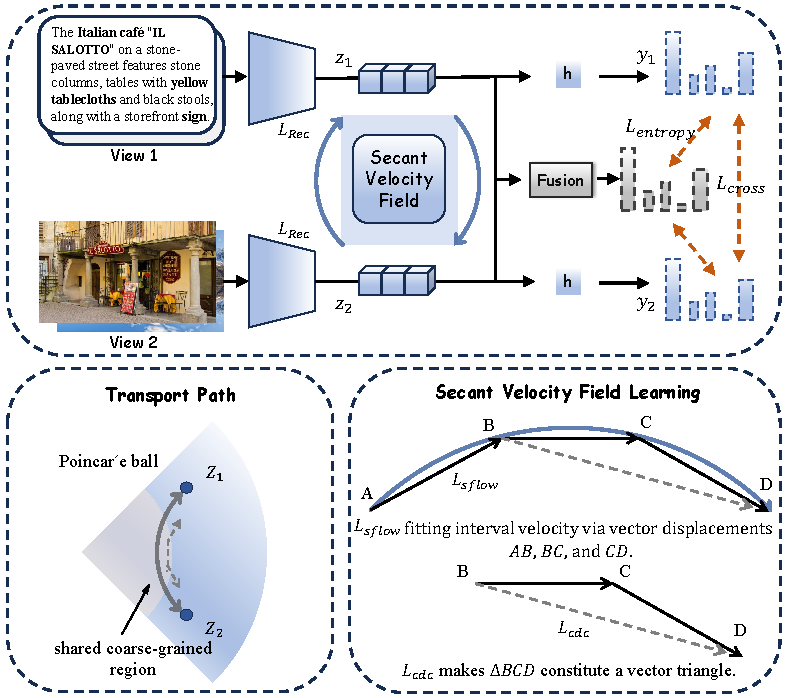 The Italian café "IL
SALOTTO" on a stone-
paved street features stone
columns, tables with yellow
tablecloths and black stools,
along with a storefront sign.
View 1
L_Rec
z_1
h
y_1
Secant
Velocity
Field
Fusion
L_entropy
L_cross
L_Rec
z_2
h
y_2
View 2
Transport Path
Poincar´e ball
Z_1
Z_2
shared coarse-grained
region
Secant Velocity Field Learning
A
B
C
D
L_sflow
L_sflow fitting interval velocity via vector displacements
AB, BC, and CD.
B
C
D
L_cdc
L_cdc makes ΔBCD constitute a vector triangle.